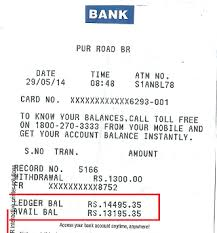 BANK
PUR ROAD BR
DATE TIME ATM NO.
29/05/14 08:48 S1ANBL78
CARD NO. XXXXXXXXXXXX6293-001
TO KNOW YOUR BALANCES.CALL TOLL FREE
ON 1800-270-3333 FROM YOUR MOBILE AND
GET YOUR ACCOUNT BALANCE INSTANTLY.
S.NO TRAN. AMOUNT
RECORD NO. 5166
WITHDRAWAL RS.1300.00
FR XXXXXXXXXX8752
LEDGER BAL RS.14495.35
AVAIL BAL RS.13195.35
Access your bank account anytime, anywhere!